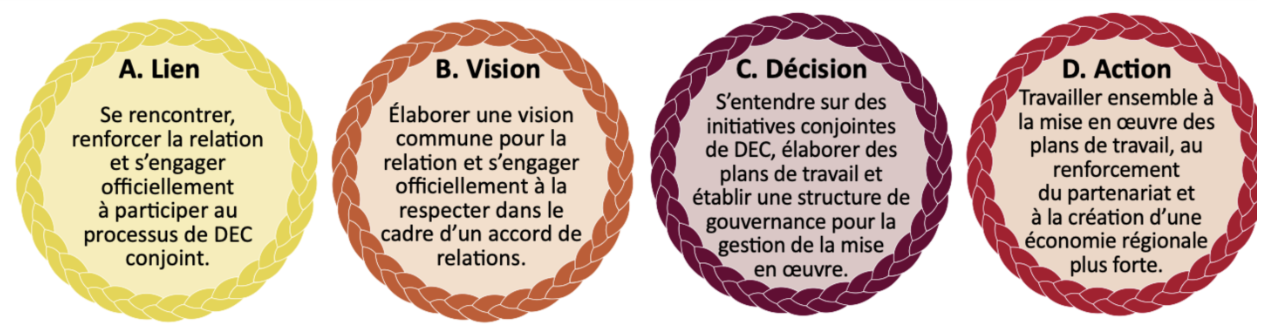 A. Lien
Se rencontrer,
renforcer la relation
et s’engager
officiellement
à participer au
processus de DEC
conjoint.
B. Vision
Élaborer une vision
commune pour la
relation et s’engager
officiellement à la
respecter dans le
cadre d’un accord de
relations.
C. Décision
S’entendre sur des
initiatives conjointes
de DEC, élaborer des
plans de travail et
établir une structure de
gouvernance pour la
gestion de la mise
en œuvre.
D. Action
Travailler ensemble à
la mise en œuvre des
plans de travail, au
renforcement
du partenariat et
à la création d’une
économie régionale
plus forte.